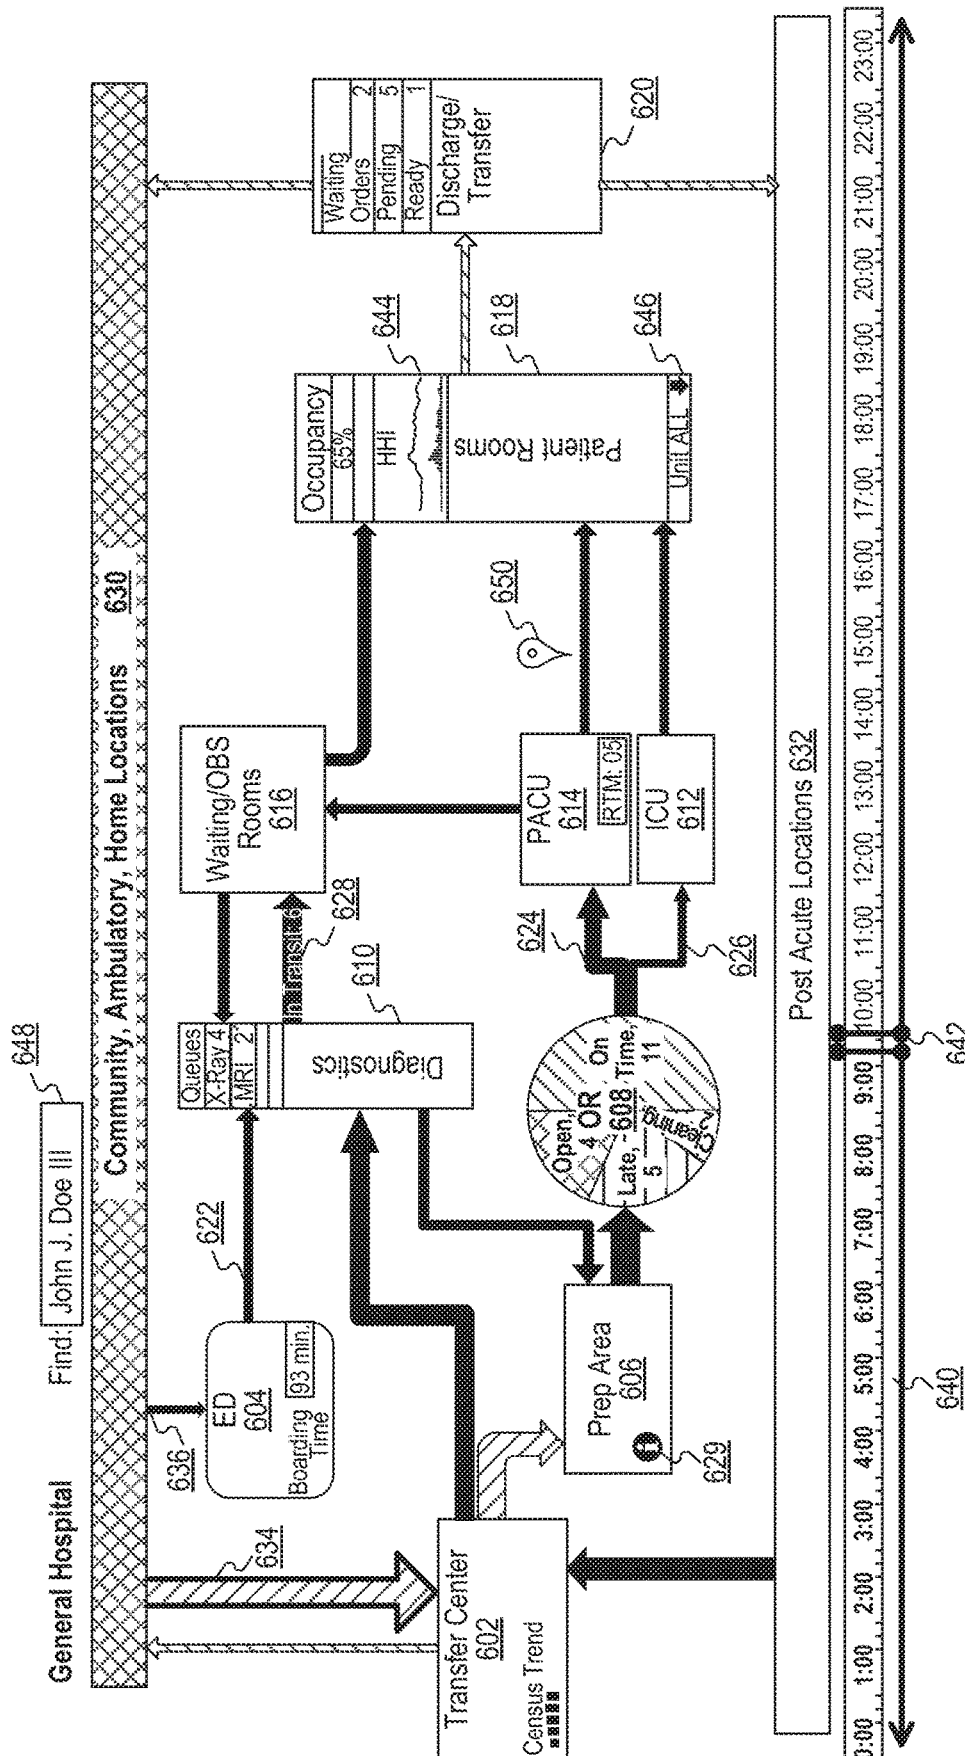 General Hospital
Find: John J. Doe III
648
Community, Ambulatory, Home Locations 630
634
636
ED
604
Boarding
Time
93 min.
622
Queues
X-Ray 4
MRI 2
Diagnostics
610
In Transit 6
628
Waiting/OBS
Rooms
616
Occupancy
65%
HHI
644
Patient Rooms
618
Unit ALL
646
Waiting
Orders 2
Pending 5
Ready 1
Discharge/
Transfer
620
Transfer Center
602
Census Trend
Prep Area
606
629
Open,
4
OR
608
On
Time,
11
Late,
5
Cleaning,
2
624
626
PACU
614
RTM: 05
ICU
612
650
Post Acute Locations 632
0:00 1:00 2:00 3:00 4:00 5:00 6:00 7:00 8:00 9:00 10:00 11:00 12:00 13:00 14:00 15:00 16:00 17:00 18:00 19:00 20:00 21:00 22:00 23:00
640
642